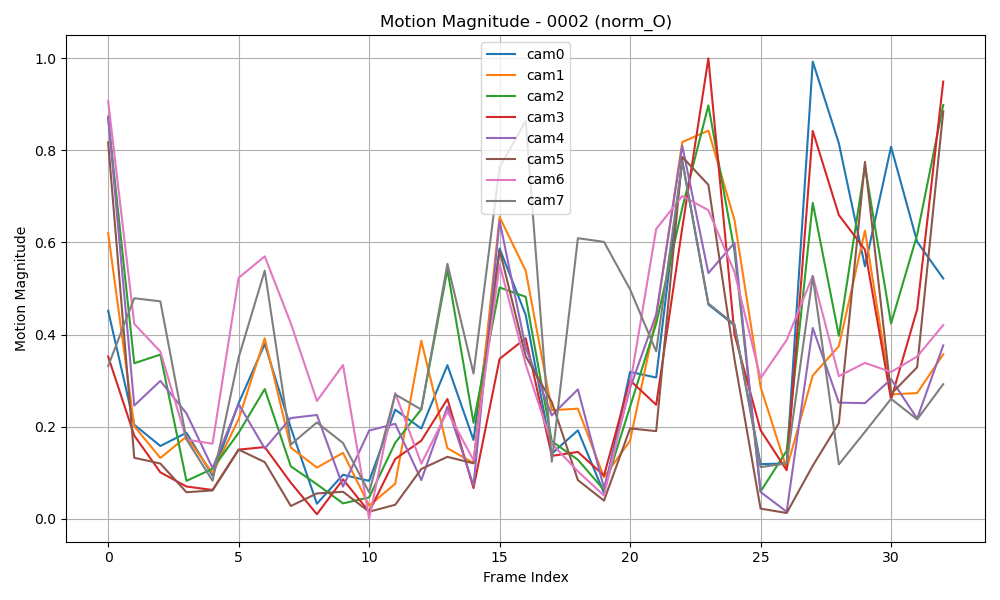 Motion Magnitude - 0002 (norm_O)
Motion Magnitude
1.0
0.8
0.6
0.4
0.2
0.0
cam0
cam1
cam2
cam3
cam4
cam5
cam6
cam7
0 5 10 15 20 25 30
Frame Index